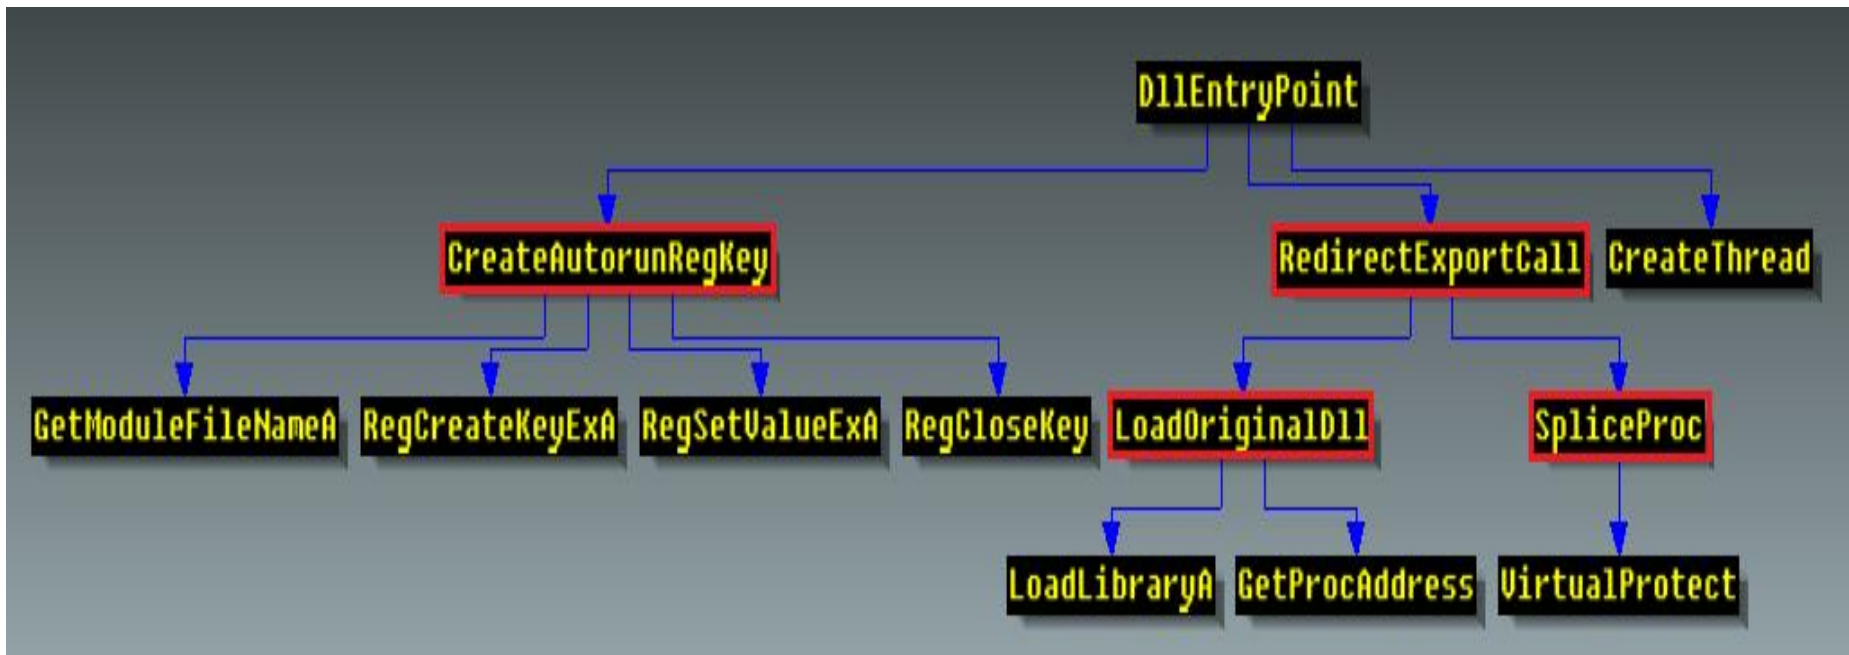 DllEntryPoint
CreateAutorunRegKey
RedirectExportCall
CreateThread
GetModuleFileNameA
RegCreateKeyExA
RegSetValueExA
RegCloseKey
LoadOriginalDll
SpliceProc
LoadLibraryA
GetProcAddress
VirtualProtect